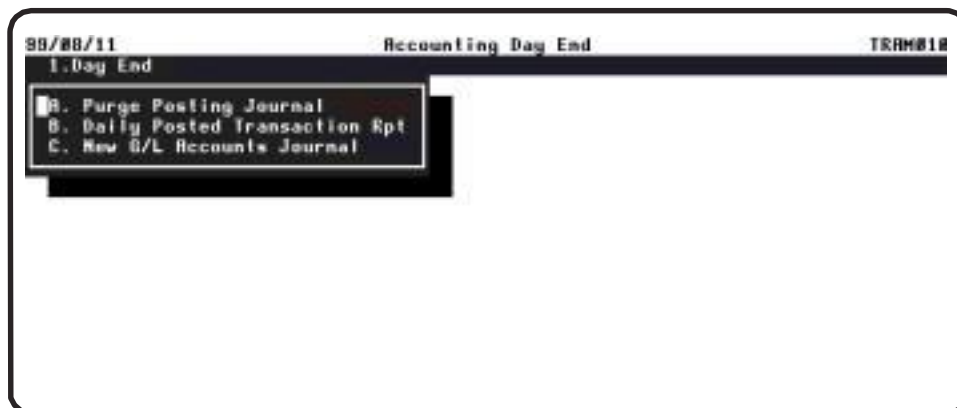 99/08/11 Accounting Day End TRAM010
1.Day End
A. Purge Posting Journal
B. Daily Posted Transaction Rpt
C. New G/L Accounts Journal